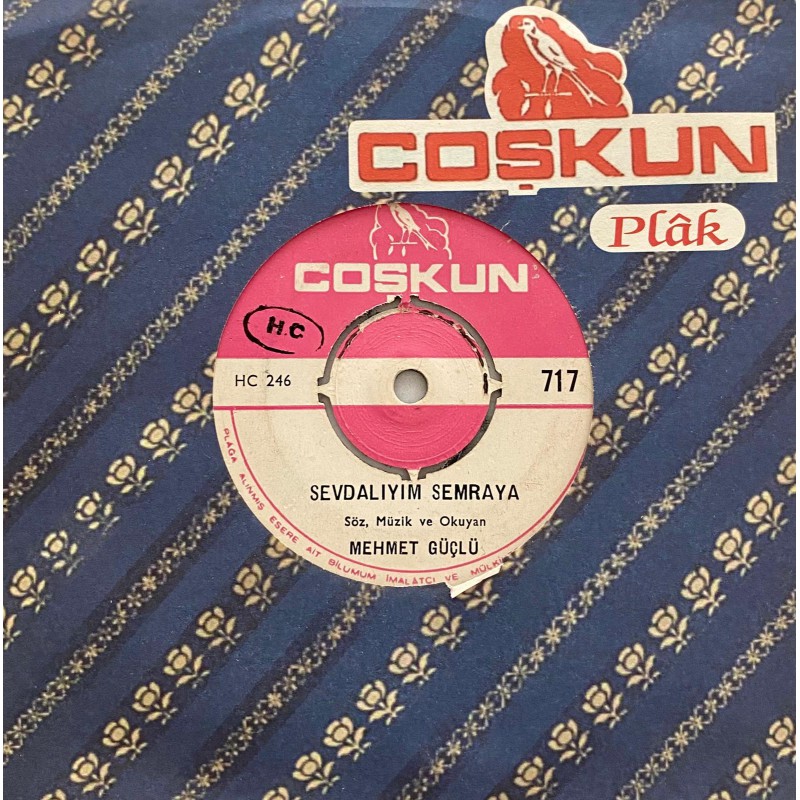 COŞKUN
Plâk
COŞKUN
H.C
HC 246
717
SEVDALIYIM SEMRAYA
Söz, Müzik ve Okuyan
MEHMET GÜÇLÜ
PLÂĞA ALINMIŞ ESERE AİT BİLUMUM İMALÂTÇI VE